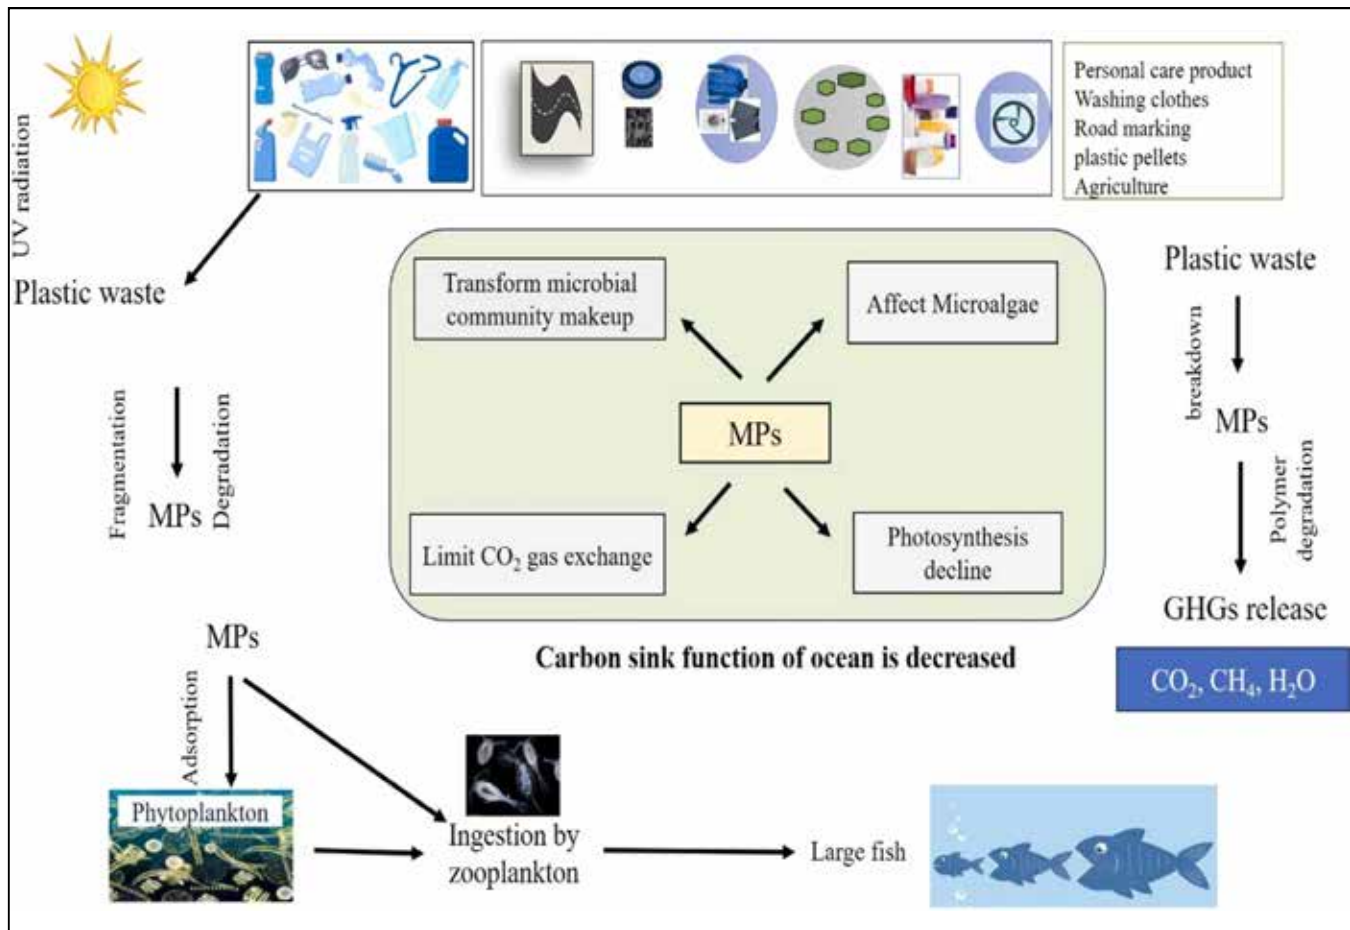 Personal care product
Washing clothes
Road marking
plastic pellets
Agriculture
UV radiation
Plastic waste
Fragmentation
Degradation
MPs
Transform microbial
community makeup
Affect Microalgae
MPs
Limit CO₂ gas exchange
Photosynthesis
decline
Carbon sink function of ocean is decreased
Plastic waste
breakdown
MPs
Polymer
degradation
GHGs release
CO₂, CH₄, H₂O
MPs
Adsorption
Phytoplankton
Ingestion by
zooplankton
Large fish